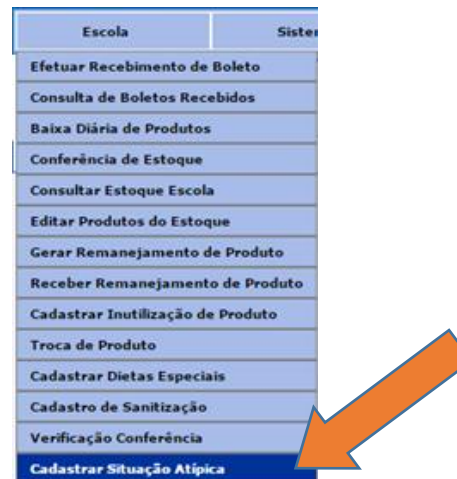 Escola
Efetuar Recebimento de Boleto
Consulta de Boletos Recebidos
Baixa Diária de Produtos
Conferência de Estoque
Consultar Estoque Escola
Editar Produtos do Estoque
Gerar Remanejamento de Produto
Receber Remanejamento de Produto
Cadastrar Inutilização de Produto
Troca de Produto
Cadastrar Dietas Especiais
Cadastro de Sanitização
Verificação Conferência
Cadastrar Situação Atípica